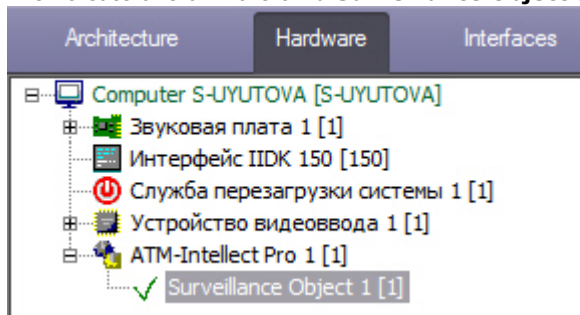 Architecture Hardware Interfaces
Computer S-UYUTOVA [S-UYUTOVA]
Звуковая плата 1 [1]
Интерфейс IIDK 150 [150]
Служба перезагрузки системы 1 [1]
Устройство видеоввода 1 [1]
ATM-Intellect Pro 1 [1]
Surveillance Object 1 [1]